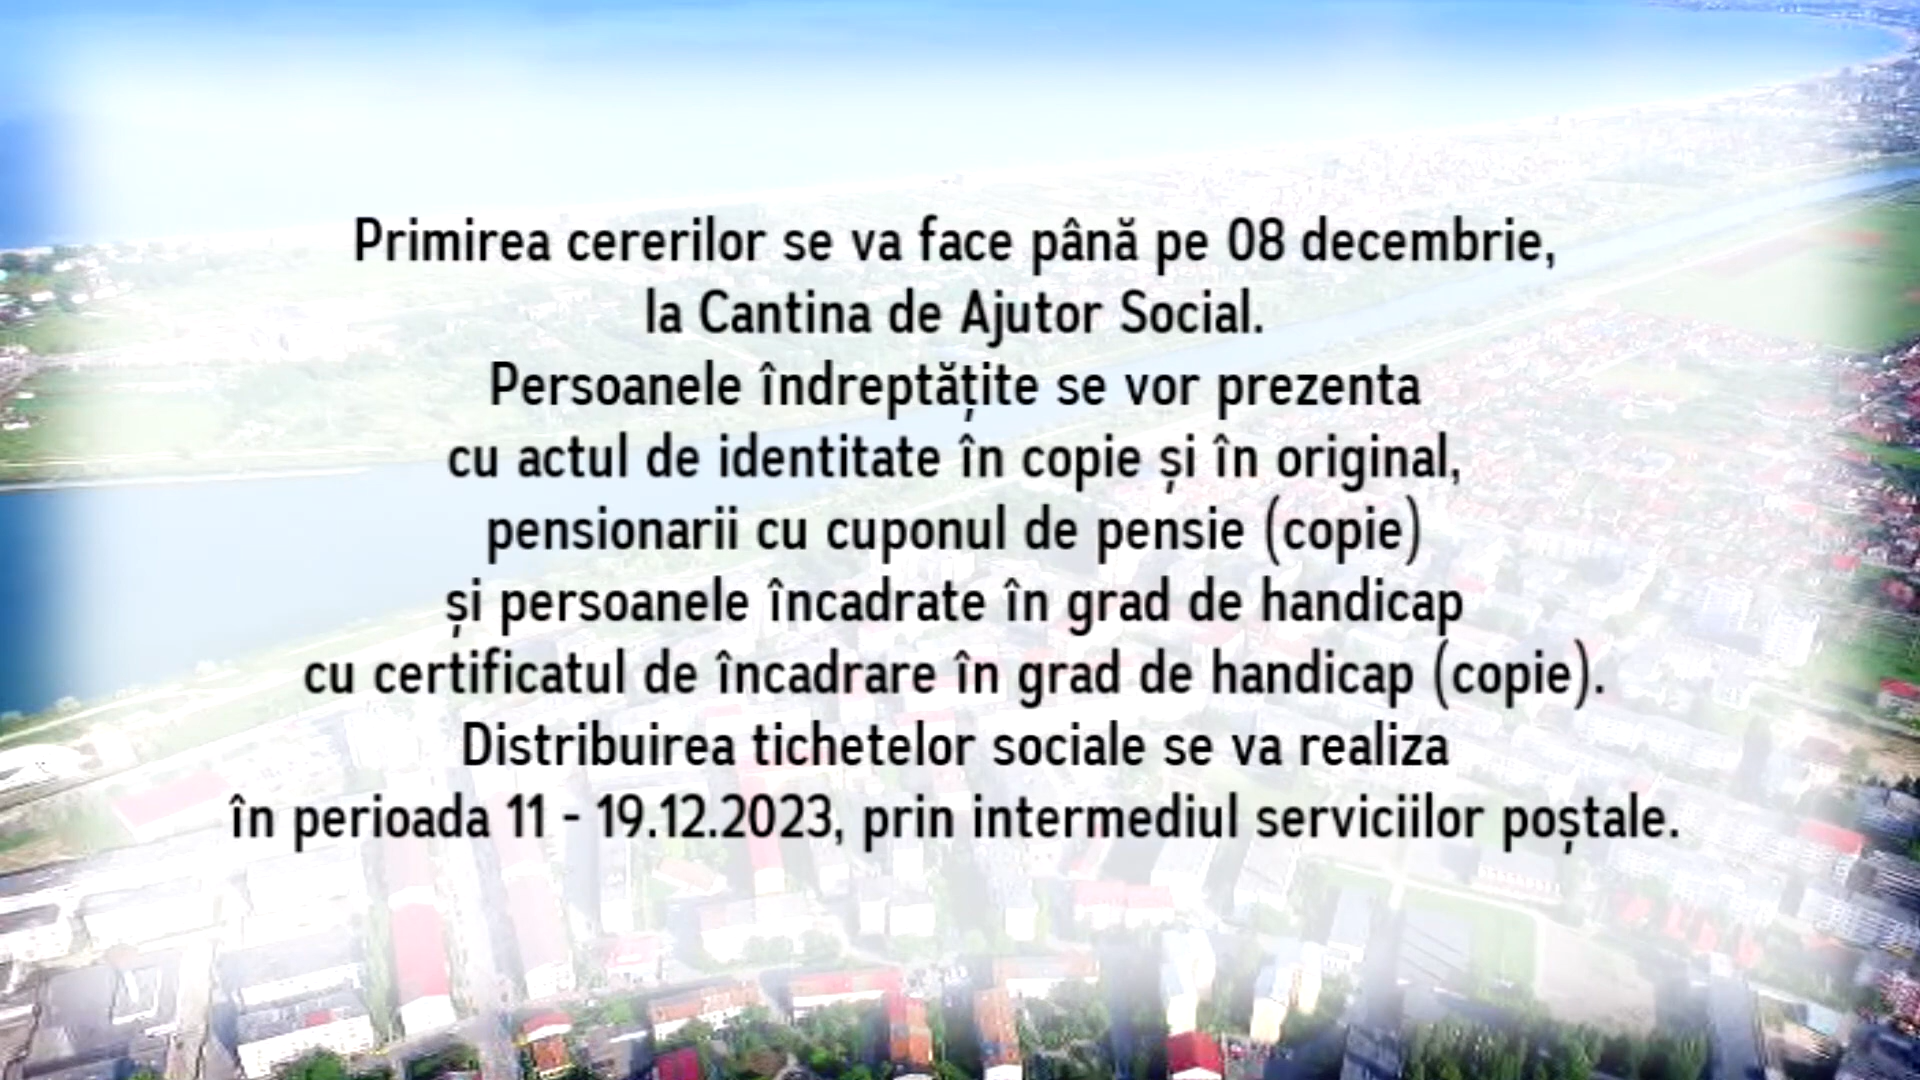 Primirea cererilor se va face până pe 08 decembrie,
la Cantina de Ajutor Social.
Persoanele îndreptățite se vor prezenta
cu actul de identitate în copie și în original,
pensionarii cu cuponul de pensie (copie)
și persoanele încadrate în grad de handicap
cu certificatul de încadrare în grad de handicap (copie).
Distribuirea tichetelor sociale se va realiza
în perioada 11 - 19.12.2023, prin intermediul serviciilor poștale.